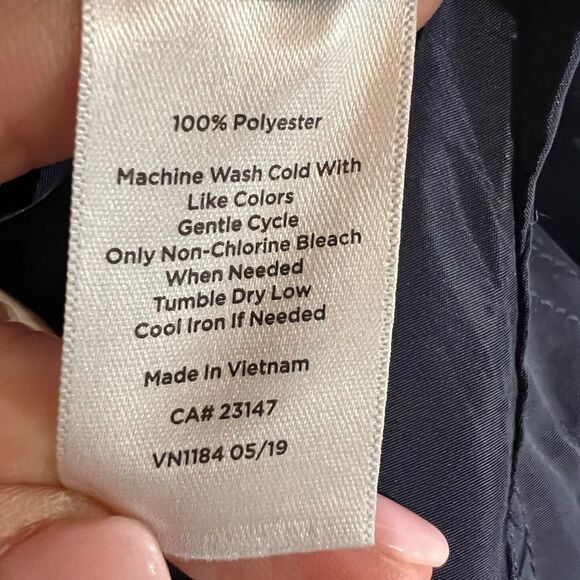 100% Polyester
Machine Wash Cold With
Like Colors
Gentle Cycle
Only Non-Chlorine Bleach
When Needed
Tumble Dry Low
Cool Iron If Needed
Made In Vietnam
CA# 23147
VN1184 05/19